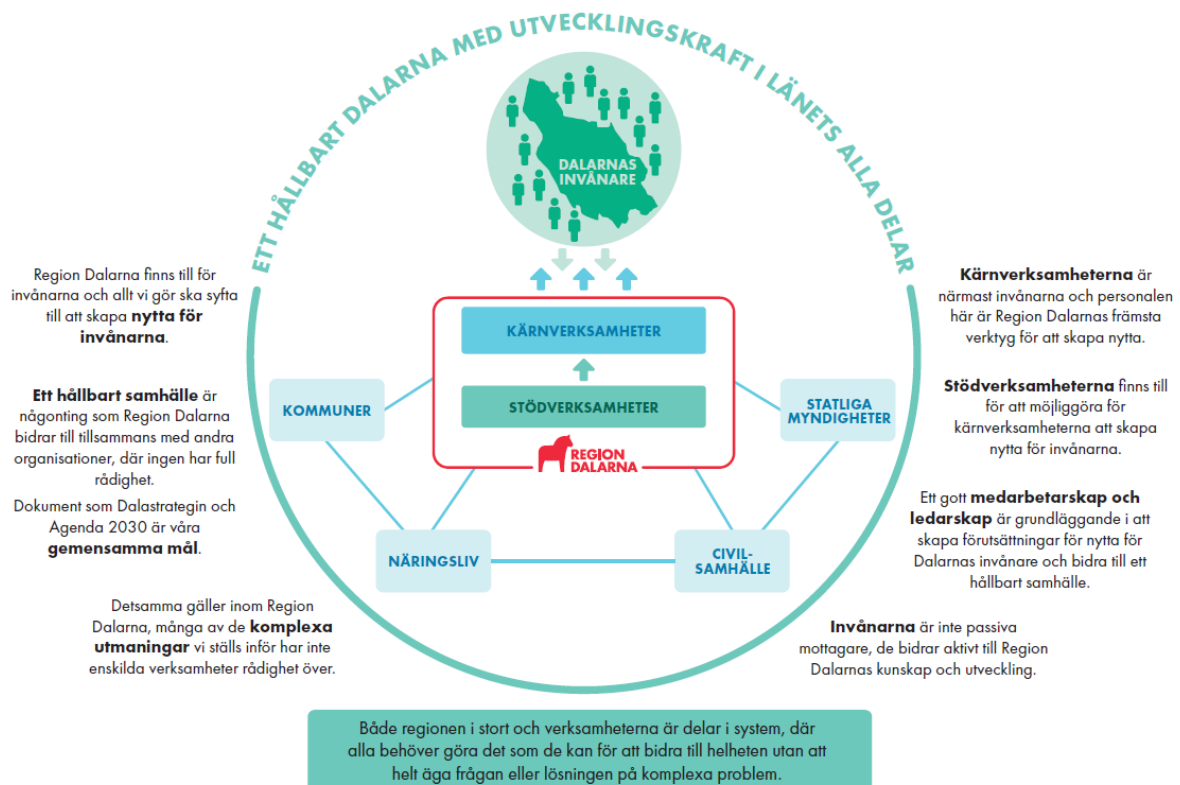 ETT HÅLLBART DALARNA MED UTVECKLINGSKRAFT I LÄNETS ALLA DELAR
DALARNAS
INVÅNARE
Region Dalarna finns till för
invånarna och allt vi gör ska syfta
till att skapa nytta för
invånarna.
Ett hållbart samhälle är
någonting som Region Dalarna
bidrar till tillsammans med andra
organisationer, där ingen har full
rådighet.
Dokument som Dalastrategin och
Agenda 2030 är våra
gemensamma mål.
Detsamma gäller inom Region
Dalarna, många av de komplexa
utmaningar vi ställs inför har inte
enskilda verksamheter rådighet över.
KÄRNVERKSAMHETER
STÖDVERKSAMHETER
REGION
DALARNA
KOMMUNER
STATLIGA
MYNDIGHETER
NÄRINGSLIV
CIVIL-
SAMHÄLLE
Kärnverksamheterna är
närmast invånarna och personalen
här är Region Dalarnas främsta
verktyg för att skapa nytta.
Stödverksamheterna finns till
för att möjliggöra för
kärnverksamheterna att skapa
nytta för invånarna.
Ett gott medarbetarskap och
ledarskap är grundläggande i att
skapa förutsättningar för nytta för
Dalarnas invånare och bidra till ett
hållbart samhälle.
Invånarna är inte passiva
mottagare, de bidrar aktivt till Region
Dalarnas kunskap och utveckling.
Både regionen i stort och verksamheterna är delar i system, där
alla behöver göra det som de kan för att bidra till helheten utan att
helt äga frågan eller lösningen på komplexa problem.